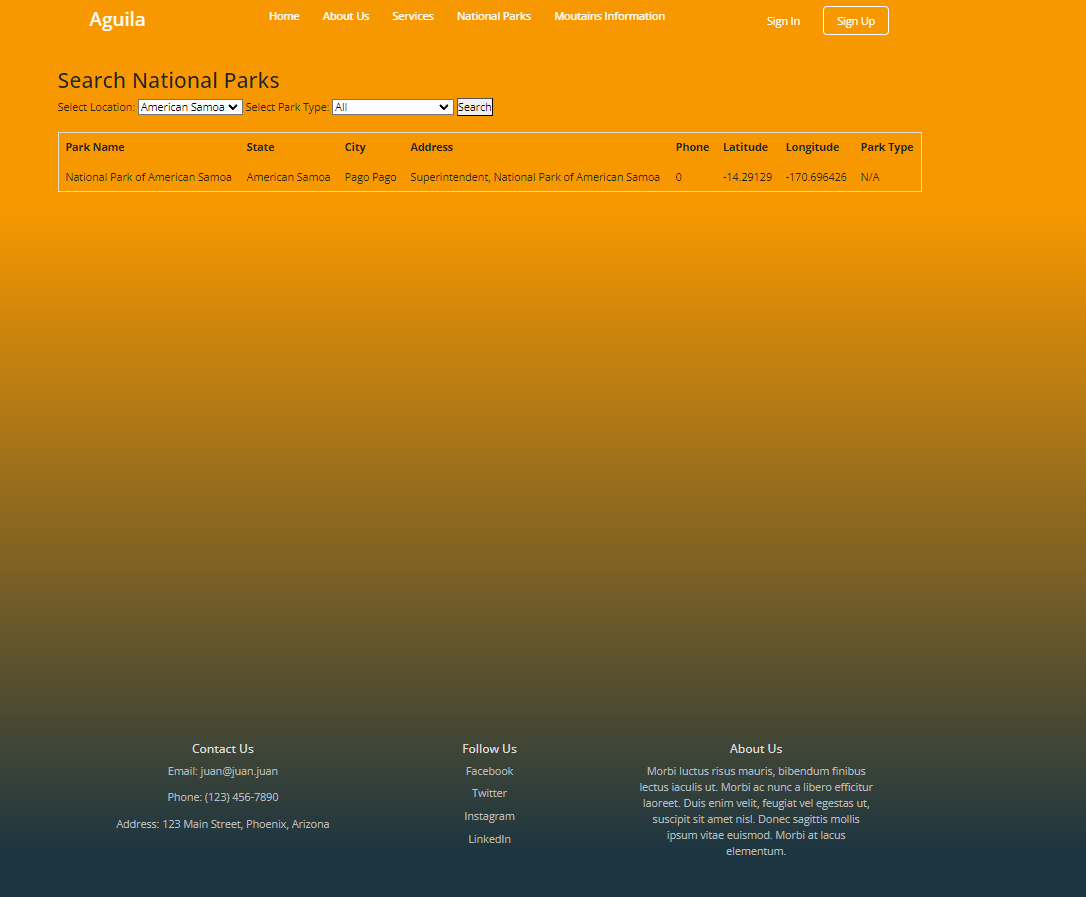 Aguila Home About Us Services National Parks Moutains Information Sign In Sign Up
Search National Parks
Select Location: American Samoa Select Park Type: All Search
Park Name State City Address Phone Latitude Longitude Park Type
National Park of American Samoa American Samoa Pago Pago Superintendent, National Park of American Samoa 0 -14.29129 -170.696426 N/A
Contact Us
Email: juan@juan.juan
Phone: (123) 456-7890
Address: 123 Main Street, Phoenix, Arizona
Follow Us
Facebook
Twitter
Instagram
LinkedIn
About Us
Morbi luctus risus mauris, bibendum finibus
lectus iaculis ut. Morbi ac nunc a libero efficitur
laoreet. Duis enim velit, feugiat vel egestas ut,
suscipit sit amet nisl. Donec sagittis mollis
ipsum vitae euismod. Morbi at lacus
elementum.